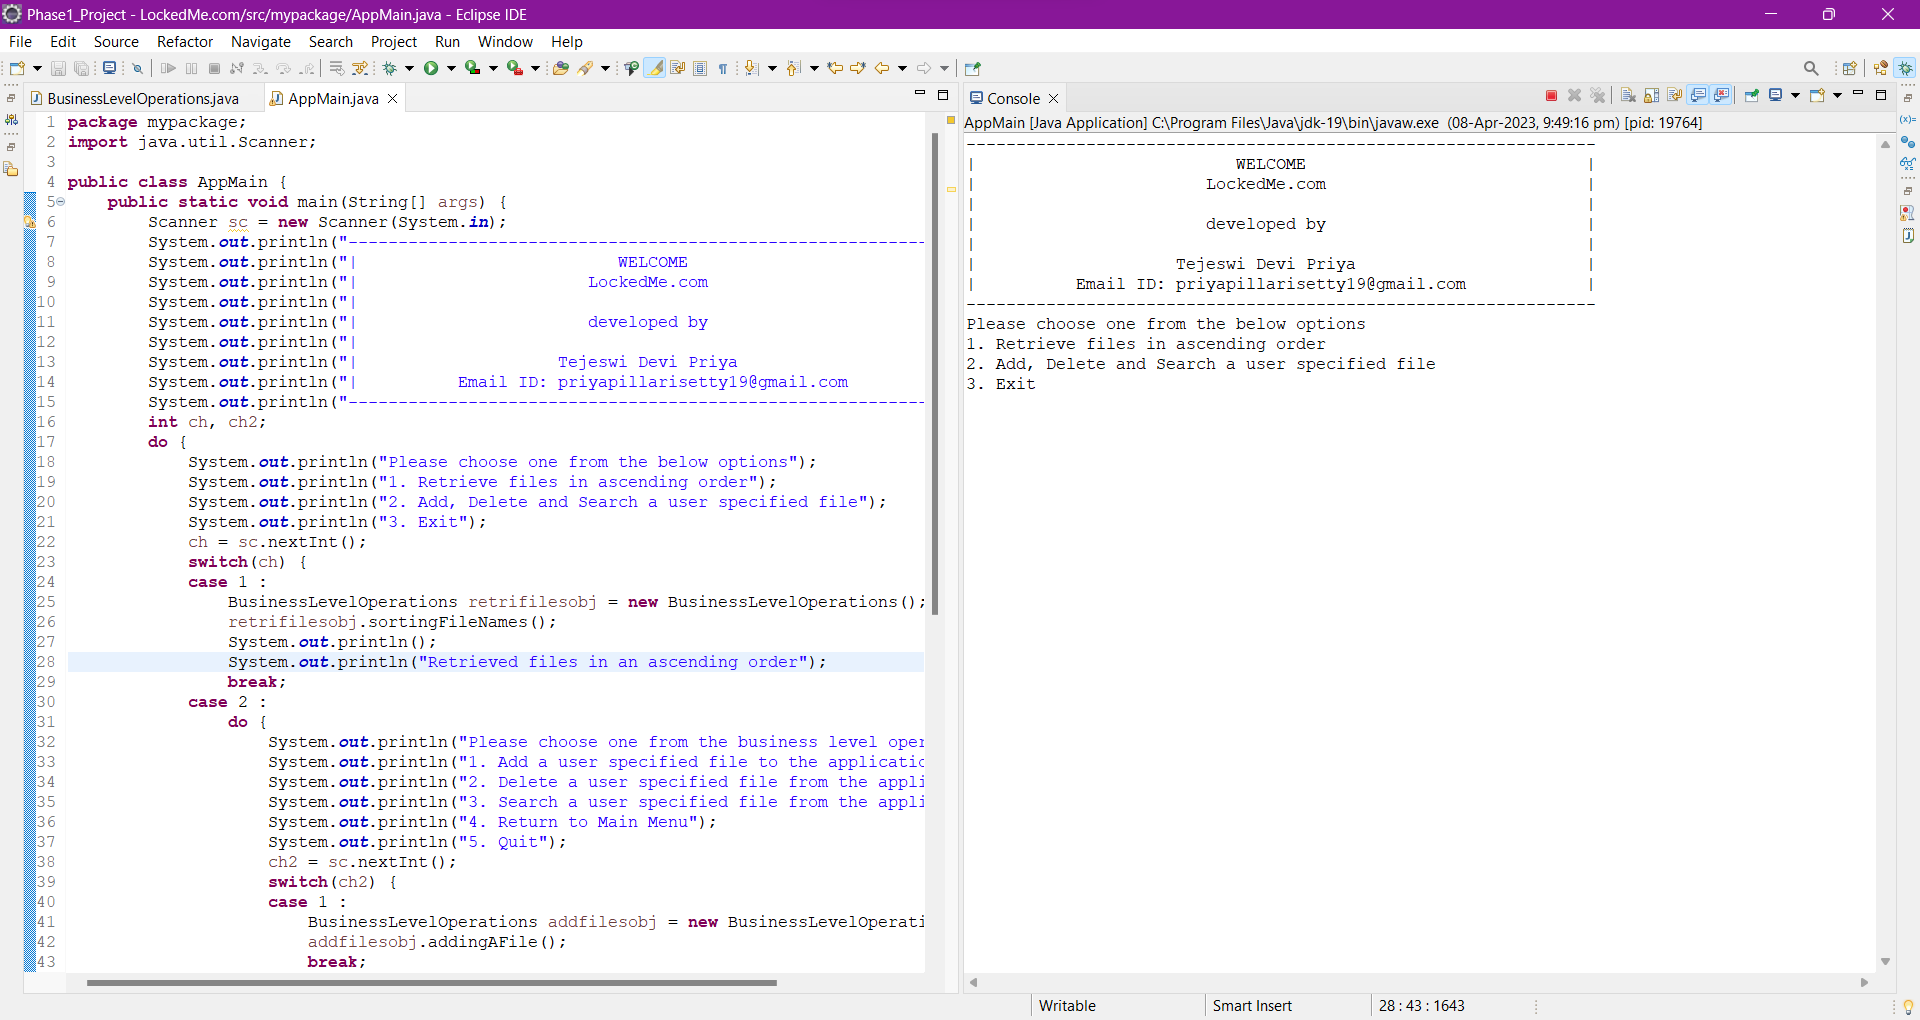 Phase1_Project - LockedMe.com/src/mypackage/AppMain.java - Eclipse IDE
File Edit Source Refactor Navigate Search Project Run Window Help
BusinessLevelOperations.java AppMain.java
1 package mypackage;
2 import java.util.Scanner;
3
4 public class AppMain {
5 public static void main(String[] args) {
6 Scanner sc = new Scanner(System.in);
7 System.out.println("----------------------------------------------------------
8 System.out.println("| WELCOME
9 System.out.println("| LockedMe.com
10 System.out.println("|
11 System.out.println("| developed by
12 System.out.println("|
13 System.out.println("| Tejeswi Devi Priya
14 System.out.println("| Email ID: priyapillarisetty19@gmail.com
15 System.out.println("----------------------------------------------------------
16 int ch, ch2;
17 do {
18 System.out.println("Please choose one from the below options");
19 System.out.println("1. Retrieve files in ascending order");
20 System.out.println("2. Add, Delete and Search a user specified file");
21 System.out.println("3. Exit");
22 ch = sc.nextInt();
23 switch(ch) {
24 case 1 :
25 BusinessLevelOperations retrifilesobj = new BusinessLevelOperations();
26 retrifilesobj.sortingFileNames();
27 System.out.println();
28 System.out.println("Retrieved files in an ascending order");
29 break;
30 case 2 :
31 do {
32 System.out.println("Please choose one from the business level oper
33 System.out.println("1. Add a user specified file to the applicatic
34 System.out.println("2. Delete a user specified file from the appli
35 System.out.println("3. Search a user specified file from the appli
36 System.out.println("4. Return to Main Menu");
37 System.out.println("5. Quit");
38 ch2 = sc.nextInt();
39 switch(ch2) {
40 case 1 :
41 BusinessLevelOperations addfilesobj = new BusinessLevelOperati
42 addfilesobj.addingAFile();
43 break;
Console
AppMain [Java Application] C:\Program Files\Java\jdk-19\bin\javaw.exe (08-Apr-2023, 9:49:16 pm) [pid: 19764]
---------------------------------------------------------------
| WELCOME |
| LockedMe.com |
| |
| developed by |
| |
| Tejeswi Devi Priya |
| Email ID: priyapillarisetty19@gmail.com |
---------------------------------------------------------------
Please choose one from the below options
1. Retrieve files in ascending order
2. Add, Delete and Search a user specified file
3. Exit
Writable Smart Insert 28 : 43 : 1643